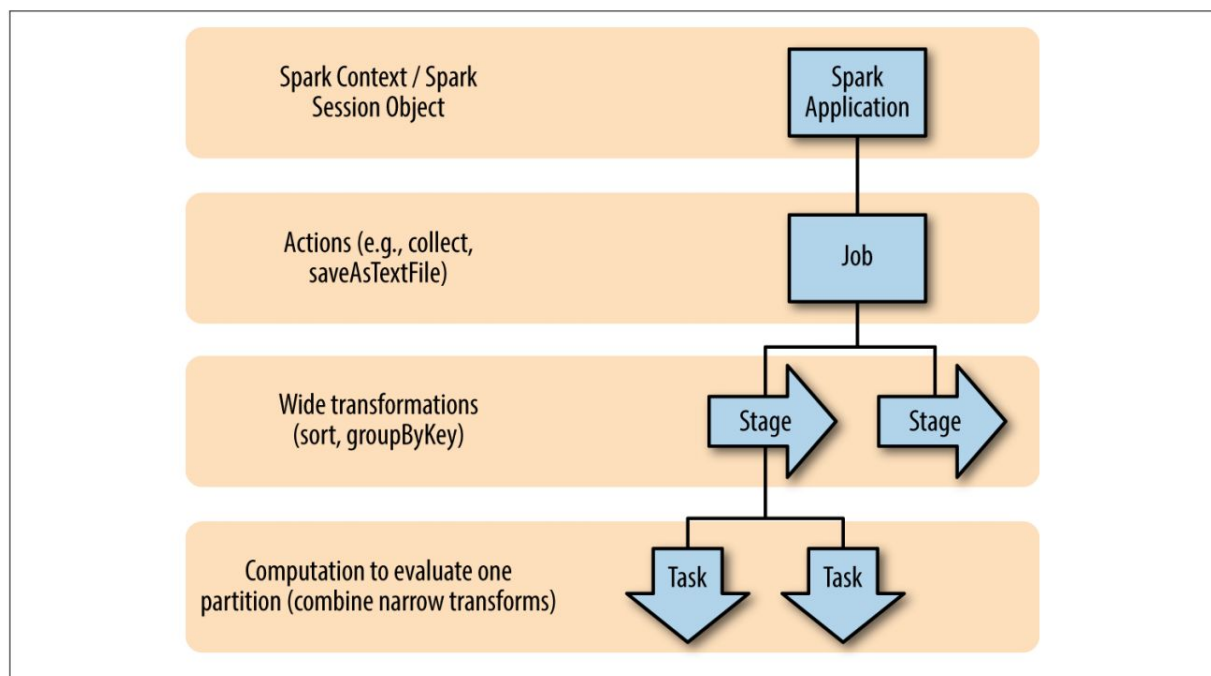 Spark Context / Spark
Session Object
Spark
Application
Actions (e.g., collect,
saveAsTextFile)
Job
Wide transformations
(sort, groupByKey)
Stage
Stage
Computation to evaluate one
partition (combine narrow transforms)
Task
Task